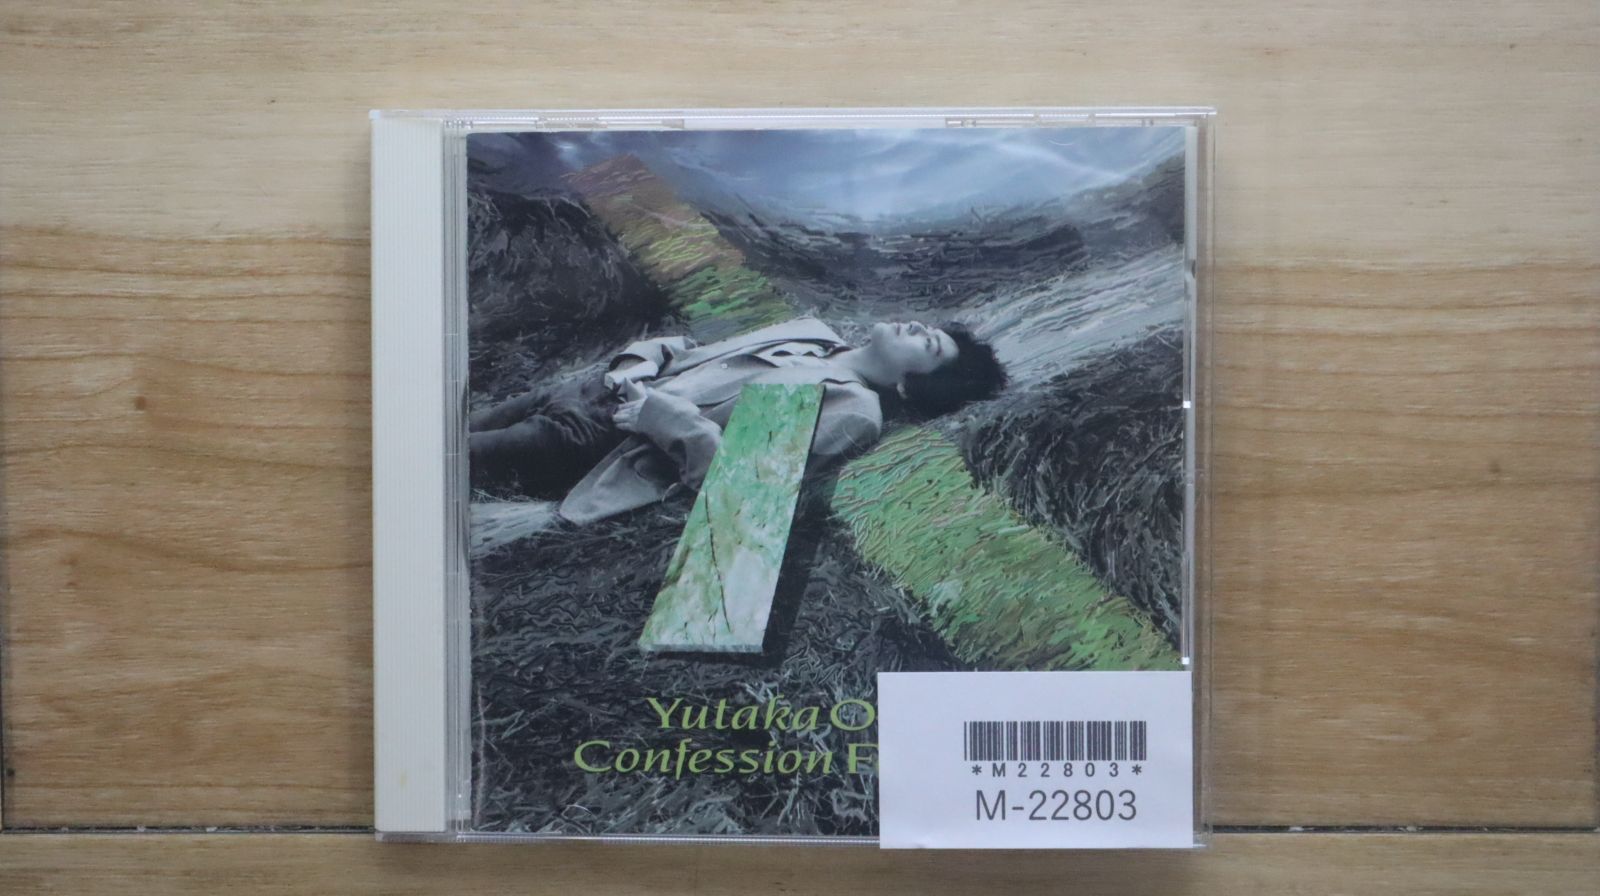 Yutaka
Confession
*M22803*
M-22803